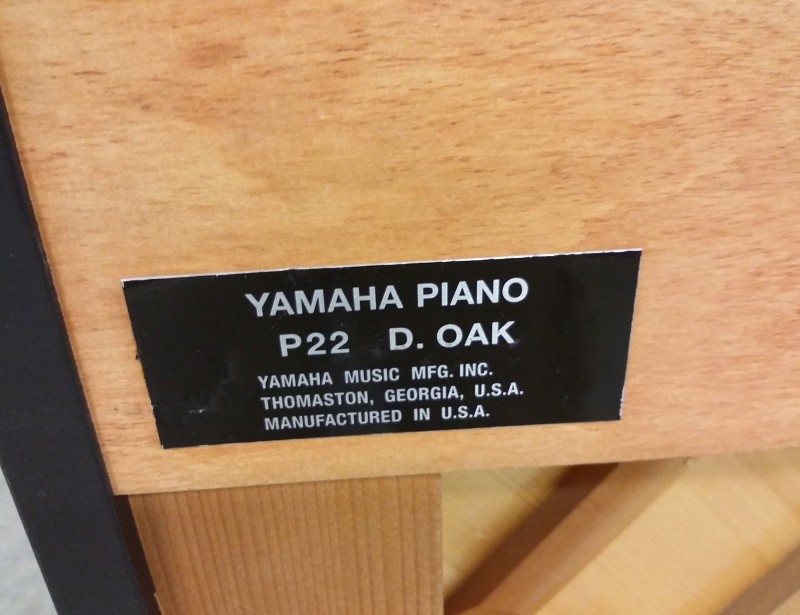 YAMAHA PIANO
P22 D. OAK
YAMAHA MUSIC MFG. INC.
THOMASTON, GEORGIA, U.S.A.
MANUFACTURED IN U.S.A.